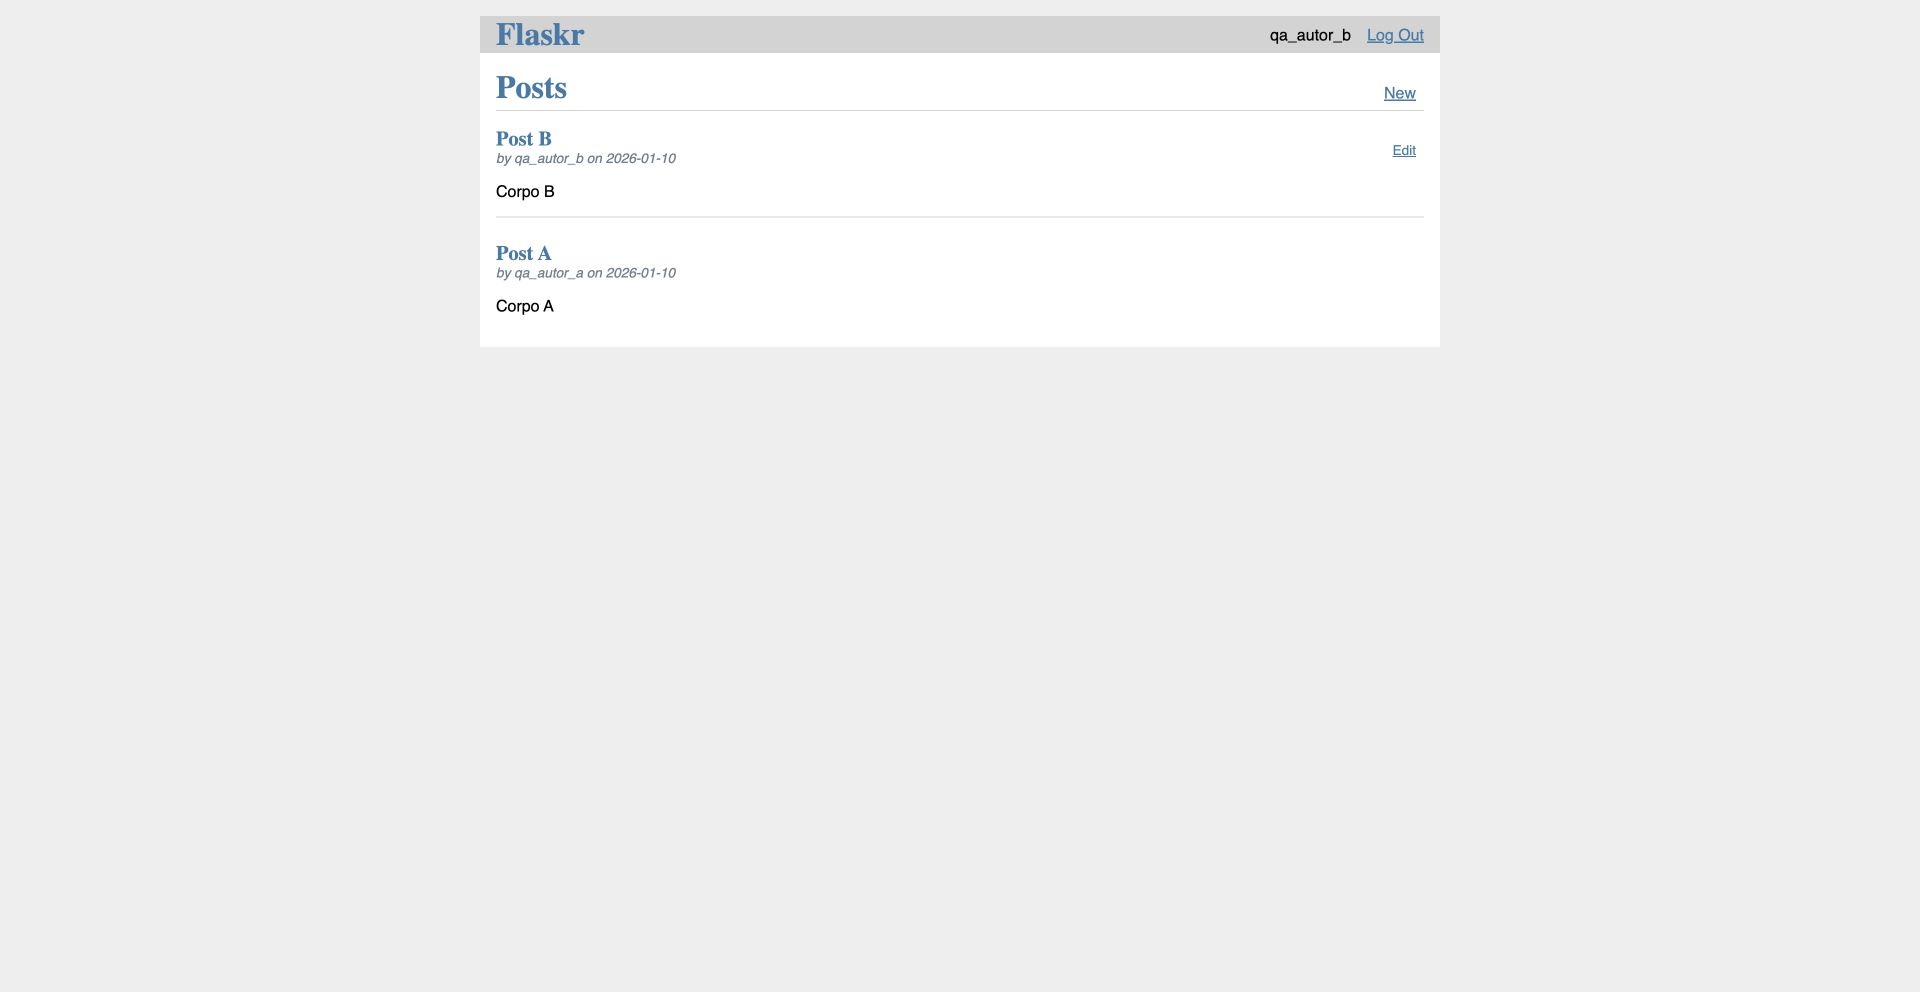 Flaskr
qa_autor_b Log Out
Posts
New
Post B
by qa_autor_b on 2026-01-10
Edit
Corpo B
Post A
by qa_autor_a on 2026-01-10
Corpo A